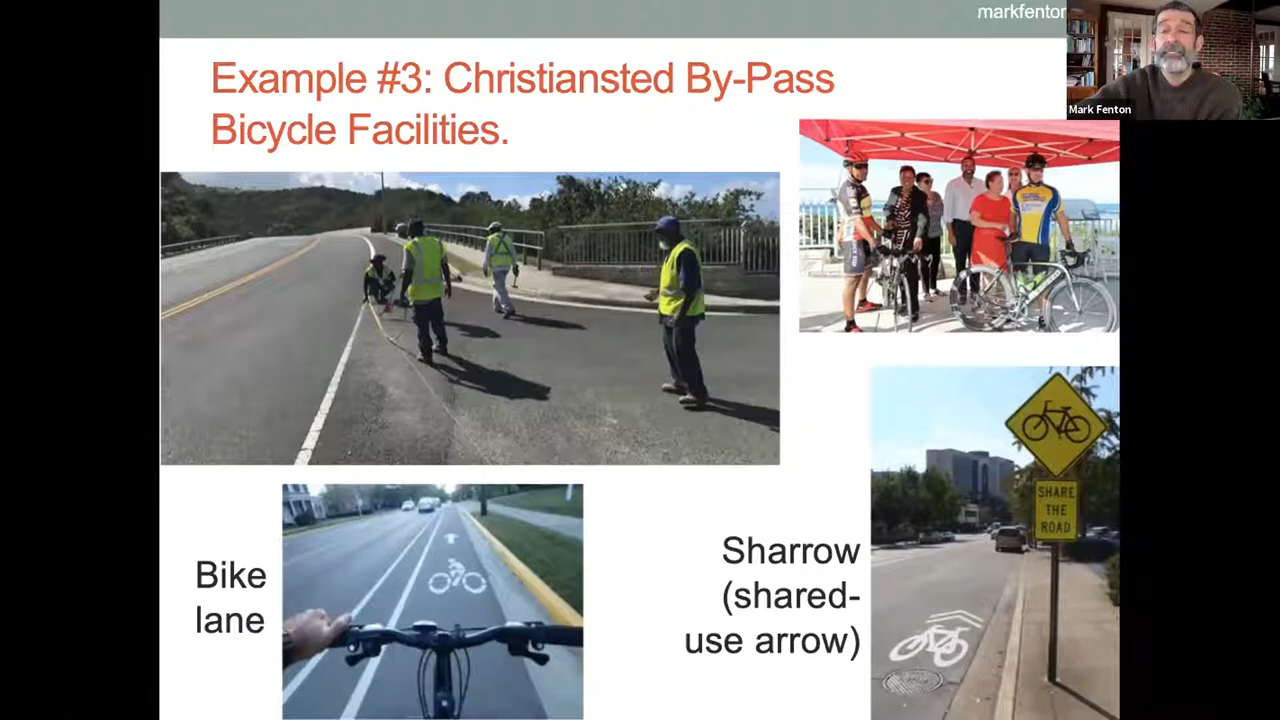 markfenton
Mark Fenton
Example #3: Christiansted By-Pass
Bicycle Facilities.
SHARE
THE
ROAD
Bike
lane
Sharrow
(shared-
use arrow)